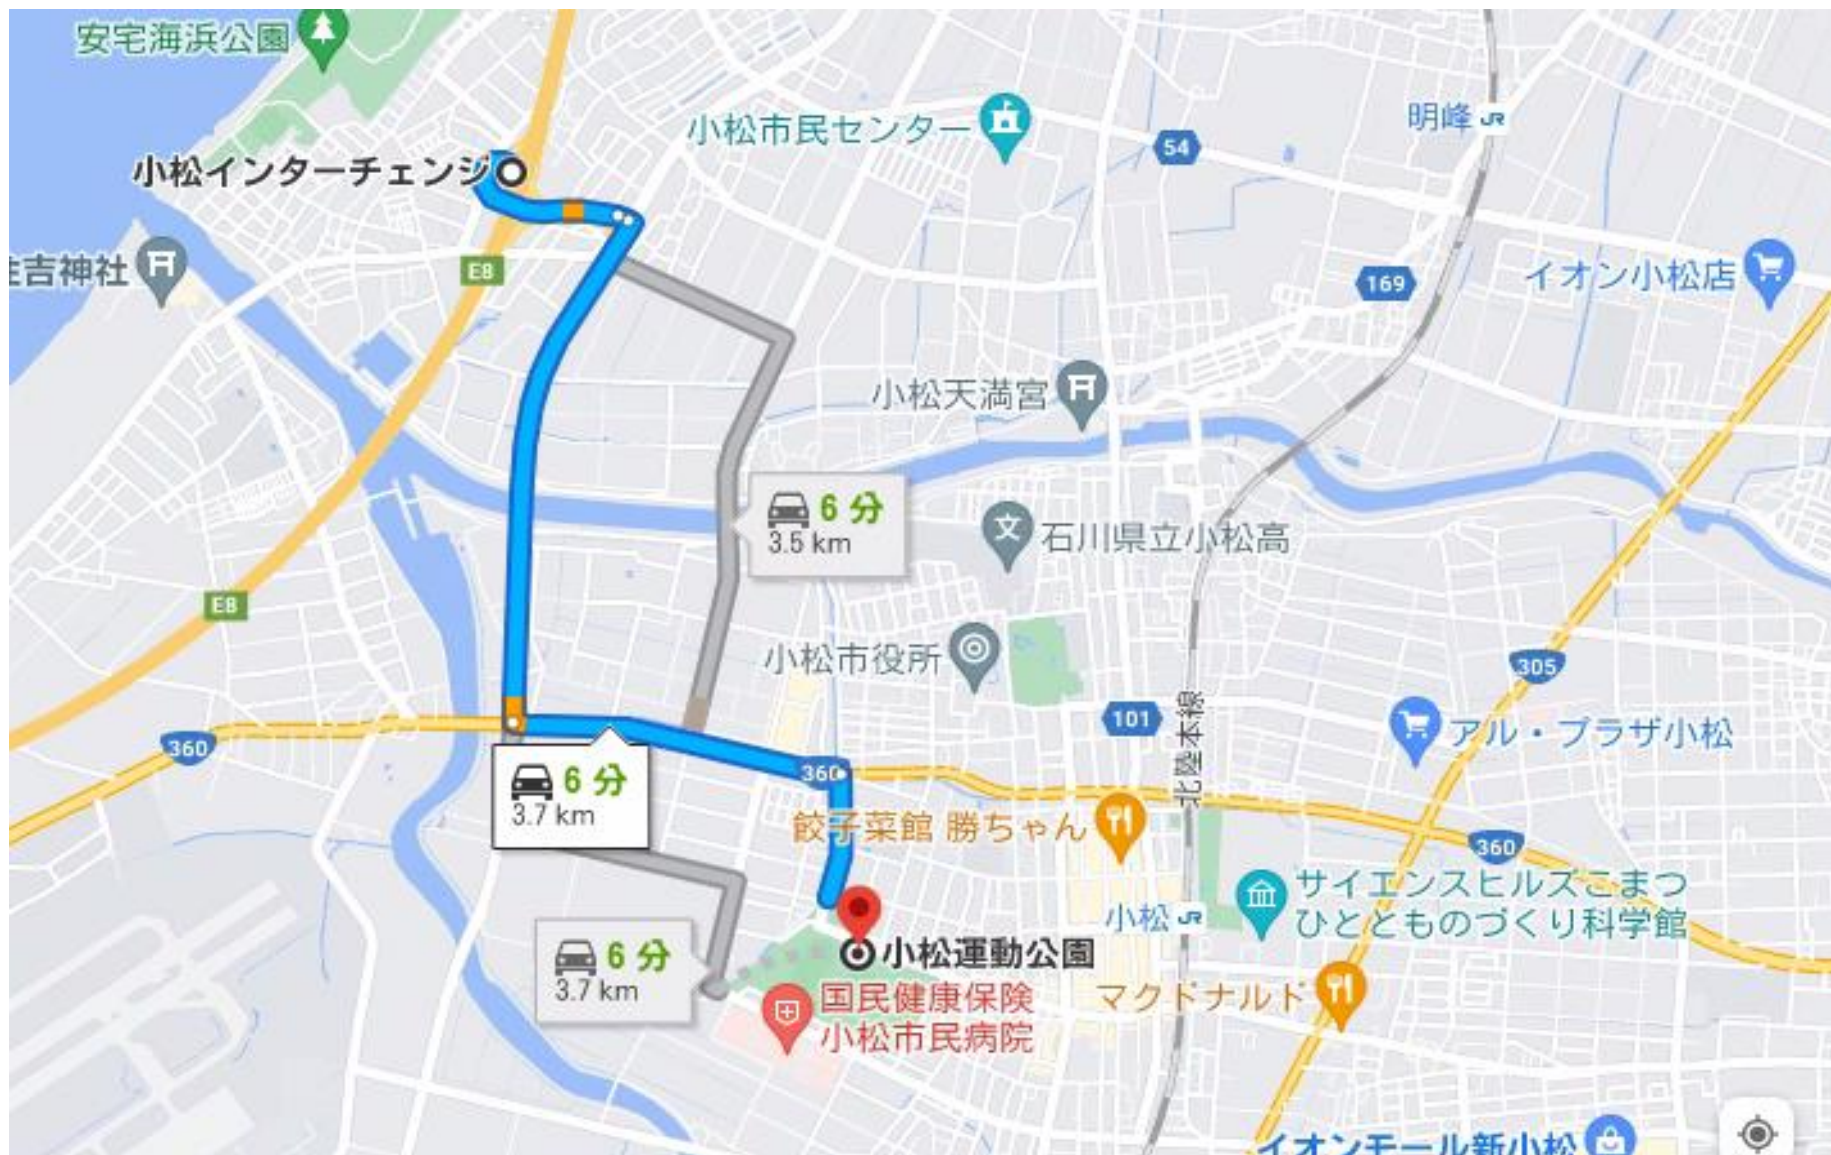 安宅海浜公園
小松市民センター
54
明峰
JR
小松インターチェンジ
吉神社
E8
169
イオン小松店
小松天満宮
6 分
3.5 km
石川県立小松高
E8
小松市役所
305
360
101
北陸本線
アル・プラザ小松
360
6 分
3.7 km
餃子菜館 勝ちゃん
360
サイエンスヒルズこまつ
ひとものづくり科学館
小松 JR
6 分
3.7 km
小松運動公園
国民健康保険
小松市民病院
マクドナルド
イオンモール新小松